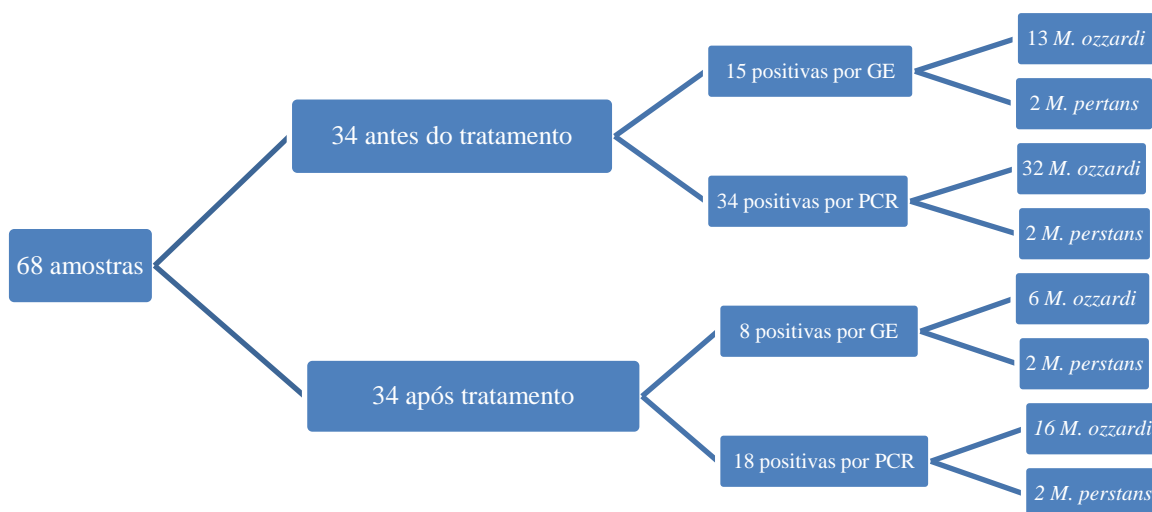 68 amostras
34 antes do tratamento
15 positivas por GE
13 M. ozzardi
2 M. pertans
34 positivas por PCR
32 M. ozzardi
2 M. perstans
34 após tratamento
8 positivas por GE
6 M. ozzardi
2 M. perstans
18 positivas por PCR
16 M. ozzardi
2 M. perstans